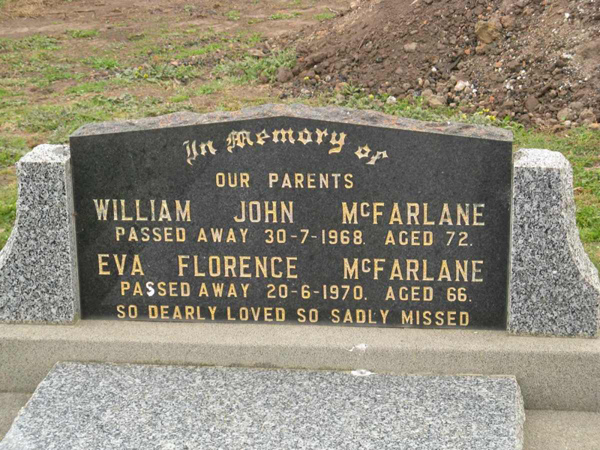 In Memory of
OUR PARENTS
WILLIAM JOHN McFARLANE
PASSED AWAY 30-7-1968. AGED 72.
EVA FLORENCE McFARLANE
PASSED AWAY 20-6-1970. AGED 66.
SO DEARLY LOVED SO SADLY MISSED